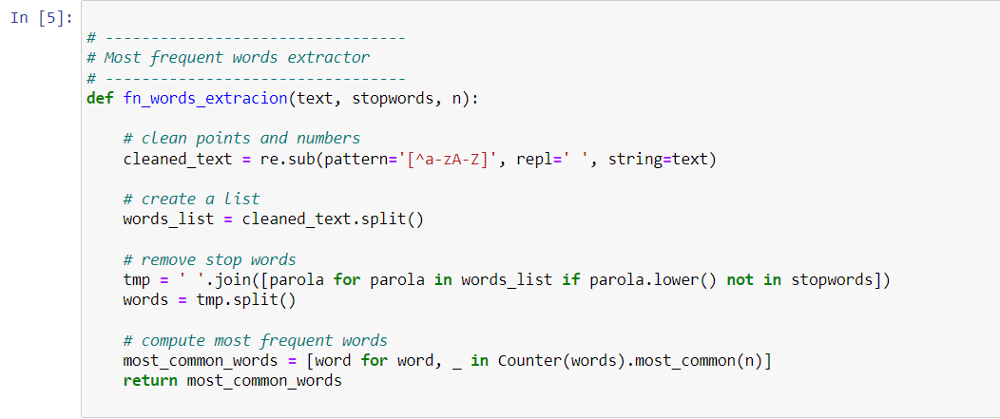 In [5]:
# ---------------------------------
# Most frequent words extractor
# ---------------------------------
def fn_words_extracion(text, stopwords, n):
    # clean points and numbers
    cleaned_text = re.sub(pattern='[^a-zA-Z]', repl=' ', string=text)
    # create a list
    words_list = cleaned_text.split()
    # remove stop words
    tmp = ' '.join([parola for parola in words_list if parola.lower() not in stopwords])
    words = tmp.split()
    # compute most frequent words
    most_common_words = [word for word, _ in Counter(words).most_common(n)]
    return most_common_words